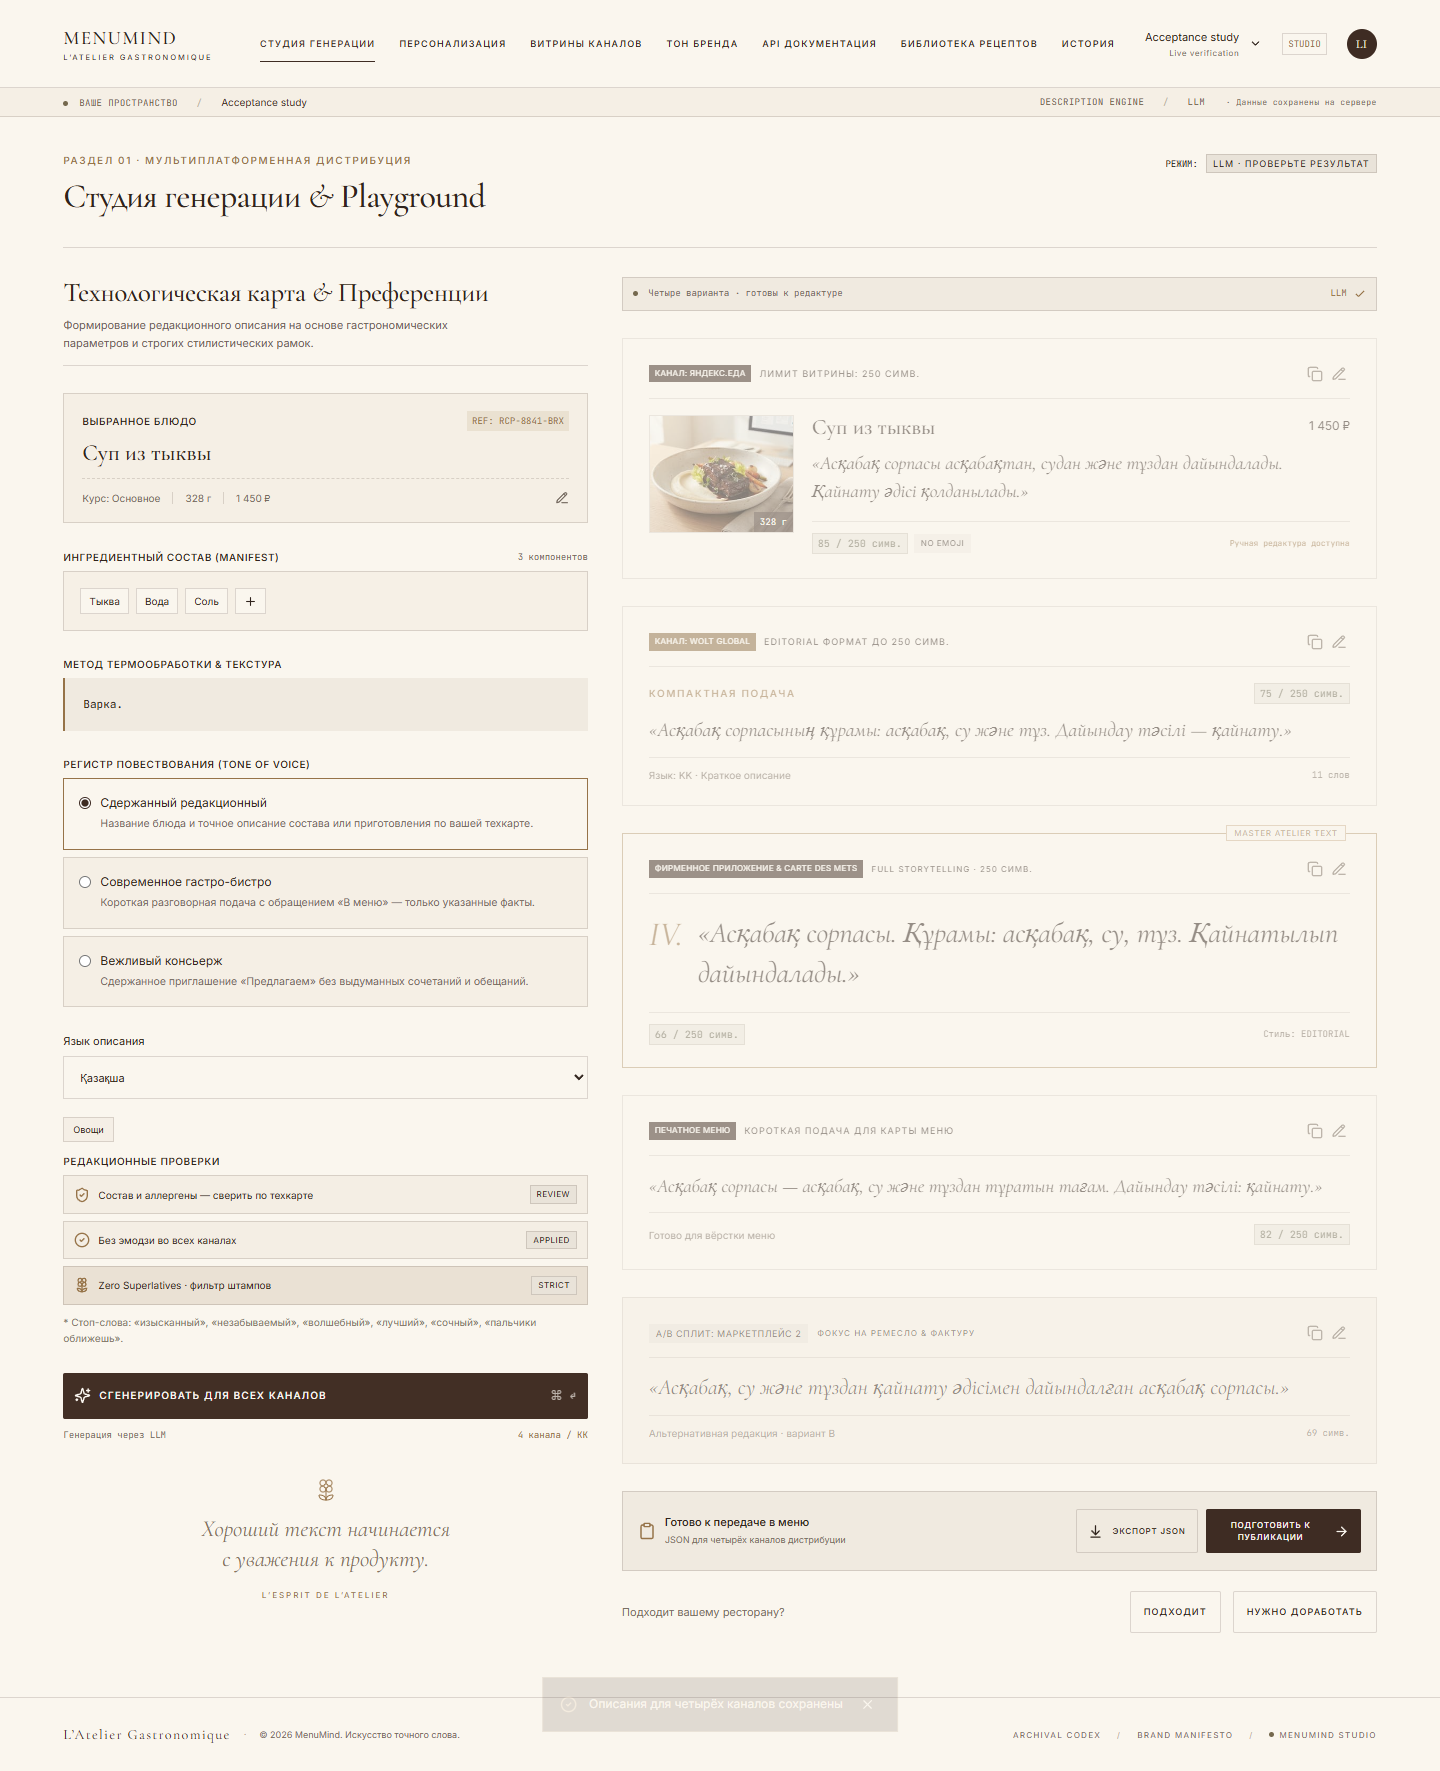 MENUMIND
L'ATELIER GASTRONOMIQUE
СТУДИЯ ГЕНЕРАЦИИ
ПЕРСОНАЛИЗАЦИЯ
ВИТРИНЫ КАНАЛОВ
ТОН БРЕНДА
API ДОКУМЕНТАЦИЯ
БИБЛИОТЕКА РЕЦЕПТОВ
ИСТОРИЯ
Acceptance study
Live verification
STUDIO
LI
ВАШЕ ПРОСТРАНСТВО / Acceptance study
DESCRIPTION ENGINE / LLM · Данные сохранены на сервере
РАЗДЕЛ 01 · МУЛЬТИПЛАТФОРМЕННАЯ ДИСТРИБУЦИЯ
РЕЖИМ: LLM · ПРОВЕРЬТЕ РЕЗУЛЬТАТ
Студия генерации & Playground
Технологическая карта & Преференции
Формирование редакционного описания на основе гастрономических
параметров и строгих стилистических рамок.
ВЫБРАННОЕ БЛЮДО
REF: RCP-8841-BRX
Суп из тыквы
Курс: Основное
328 г
1 450 ₽
ИНГРЕДИЕНТНЫЙ СОСТАВ (MANIFEST)
3 компонентов
Тыква
Вода
Соль
+
МЕТОД ТЕРМООБРАБОТКИ & ТЕКСТУРА
Варка.
РЕГИСТР ПОВЕСТВОВАНИЯ (TONE OF VOICE)
Сдержанный редакционный
Название блюда и точное описание состава или приготовления по вашей техкарте.
Современное гастро-бистро
Короткая разговорная подача с обращением «В меню» — только указанные факты.
Вежливый консьерж
Сдержанное приглашение «Предлагаем» без выдуманных сочетаний и обещаний.
Язык описания
Қазақша
Овощи
РЕДАКЦИОННЫЕ ПРОВЕРКИ
Состав и аллергены — сверить по техкарте
REVIEW
Без эмодзи во всех каналах
APPLIED
Zero Superlatives · фильтр штампов
STRICT
* Стоп-слова: «изысканный», «незабываемый», «волшебный», «лучший», «сочный», «пальчики
оближешь».
СГЕНЕРИРОВАТЬ ДЛЯ ВСЕХ КАНАЛОВ
⌘ ↲
Генерация через LLM
4 канала / KK
Хороший текст начинается
с уважения к продукту.
L'ESPRIT DE L'ATELIER
Четыре варианта · готовы к редактуре
LLM
КАНАЛ: ЯНДЕКС.ЕДА
ЛИМИТ ВИТРИНЫ: 250 СИМВ.
328 г
Суп из тыквы
1 450 ₽
«Асқабақ сорпасы асқабақтан, судан және тұздан дайындалады.
Қайнату әдісі қолданылады.»
85 / 250 симв.
NO EMOJI
Ручная редактура доступна
КАНАЛ: WOLT GLOBAL
EDITORIAL ФОРМАТ ДО 250 СИМВ.
КОМПАКТНАЯ ПОДАЧА
75 / 250 симв.
«Асқабақ сорпасының құрамы: асқабақ, су және тұз. Дайындау тәсілі — қайнату.»
Язык: KK · Краткое описание
11 слов
MASTER ATELIER TEXT
ФИРМЕННОЕ ПРИЛОЖЕНИЕ & CARTE DES METS
FULL STORYTELLING · 250 СИМВ.
IV.
«Асқабақ сорпасы. Құрамы: асқабақ, су, тұз. Қайнатылып
дайындалады.»
66 / 250 симв.
Стиль: EDITORIAL
ПЕЧАТНОЕ МЕНЮ
КОРОТКАЯ ПОДАЧА ДЛЯ КАРТЫ МЕНЮ
«Асқабақ сорпасы — асқабақ, су және тұздан тұратын тағам. Дайындау тәсілі: қайнату.»
Готово для вёрстки меню
82 / 250 симв.
A/B СПЛИТ: МАРКЕТПЛЕЙС 2
ФОКУС НА РЕМЕСЛО & ФАКТУРУ
«Асқабақ, су және тұздан қайнату әдісімен дайындалған асқабақ сорпасы.»
Альтернативная редакция · вариант B
69 симв.
Готово к передаче в меню
JSON для четырёх каналов дистрибуции
ЭКСПОРТ JSON
ПОДГОТОВИТЬ К
ПУБЛИКАЦИИ
Подходит вашему ресторану?
ПОДХОДИТ
НУЖНО ДОРАБОТАТЬ
Описания для четырёх каналов сохранены
L'Atelier Gastronomique · © 2026 MenuMind. Искусство точного слова.
ARCHIVAL CODEX / BRAND MANIFESTO / MENUMIND STUDIO